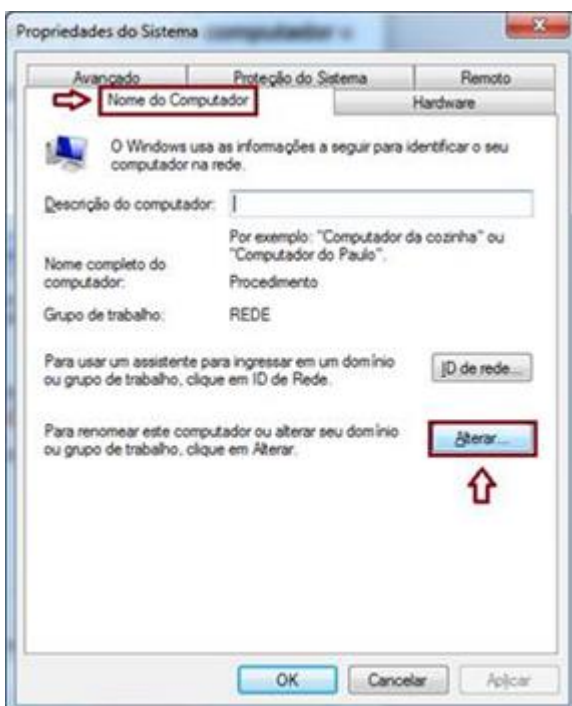 Propriedades do Sistema
Avançado Proteção do Sistema Remoto
Nome do Computador Hardware
O Windows usa as informações a seguir para identificar o seu
computador na rede.
Descrição do computador:
Por exemplo: "Computador da cozinha" ou
"Computador do Paulo".
Nome completo do
computador: Procedimento
Grupo de trabalho: REDE
Para usar um assistente para ingressar em um domínio
ou grupo de trabalho, clique em ID de Rede.
ID de rede...
Para renomear este computador ou alterar seu domínio
ou grupo de trabalho, clique em Alterar.
Alterar...
OK Cancelar Aplicar